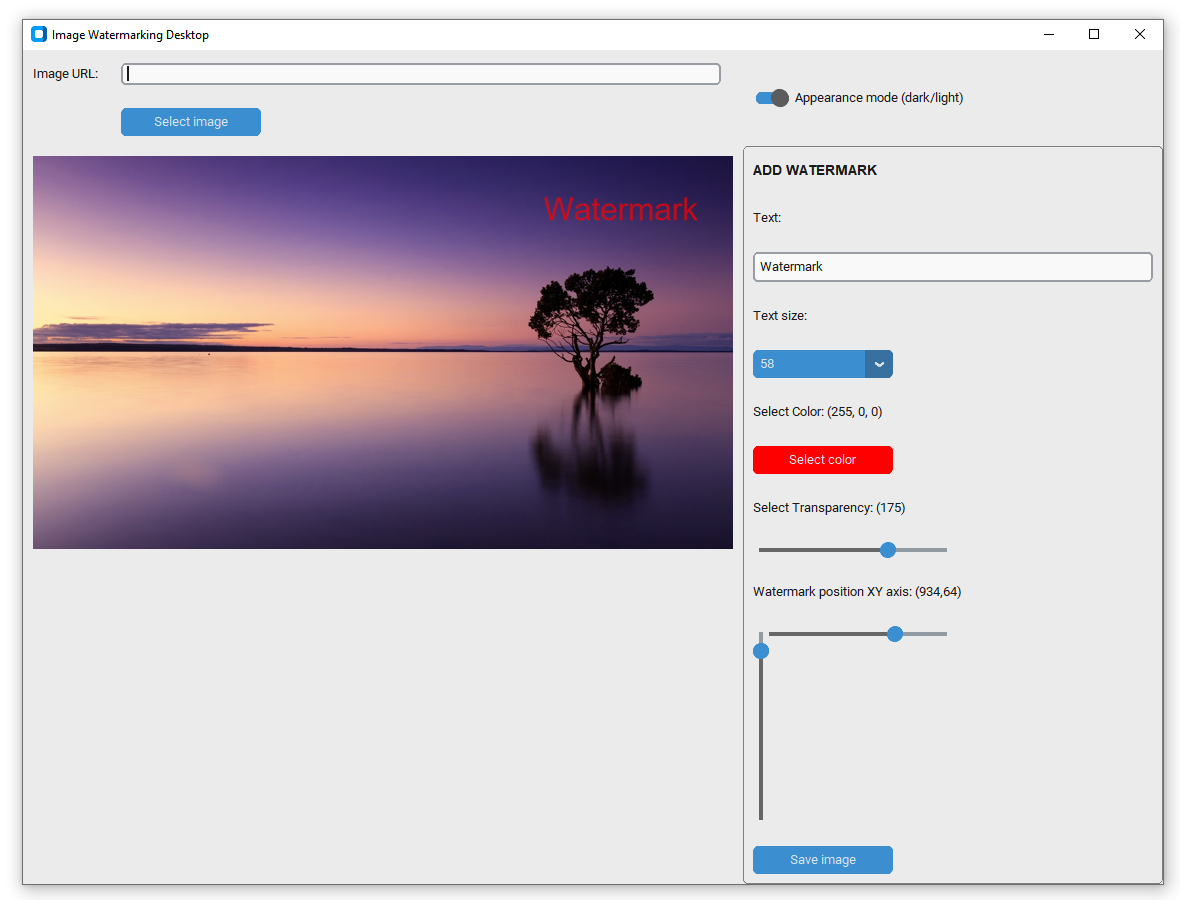 Image Watermarking Desktop
Image URL:
Appearance mode (dark/light)
Select image
Watermark
ADD WATERMARK
Text:
Watermark
Text size:
58
Select Color: (255, 0, 0)
Select color
Select Transparency: (175)
Watermark position XY axis: (934,64)
Save image